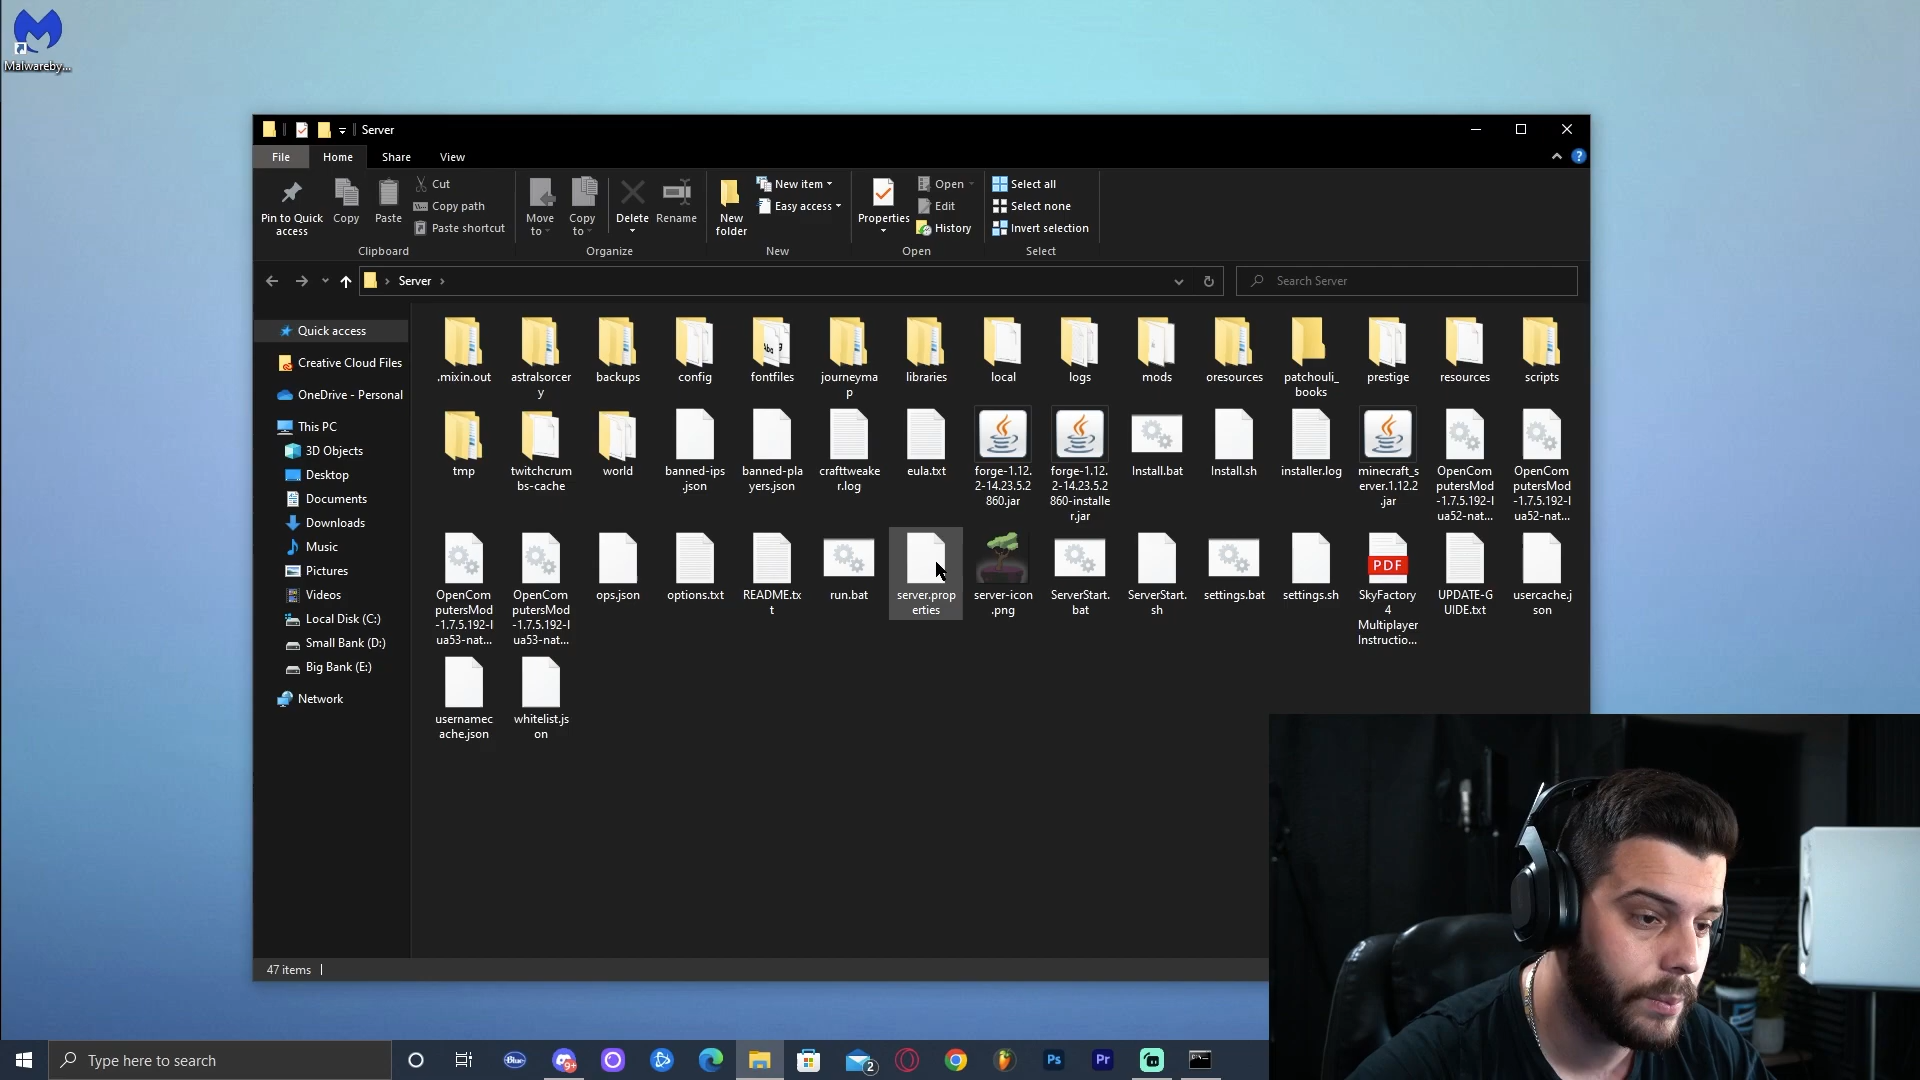 Malwareby...
Server
File
Home
Share
View
Pin to Quick access
Copy
Paste
Cut
Copy path
Paste shortcut
Clipboard
Move to
Copy to
Delete
Rename
Organize
New folder
New item
Easy access
New
Properties
Open
Edit
History
Open
Select all
Select none
Invert selection
Select
Server
Search Server
Quick access
Creative Cloud Files
OneDrive - Personal
This PC
3D Objects
Desktop
Documents
Downloads
Music
Pictures
Videos
Local Disk (C:)
Small Bank (D:)
Big Bank (E:)
Network
.mixin.out
astralsorcer
y
backups
config
Abg
fontfiles
journeyma
p
libraries
local
logs
mods
oresources
patchouli_
books
prestige
resources
scripts
tmp
twitchcrum
bs-cache
world
banned-ips
.json
banned-pla
yers.json
crafttweake
r.log
eula.txt
forge-1.12.
2-14.23.5.2
860.jar
forge-1.12.
2-14.23.5.2
860-installe
r.jar
Install.bat
Install.sh
installer.log
minecraft_s
erver.1.12.2
.jar
OpenCom
putersMod
-1.7.5.192-l
ua52-nat...
OpenCom
putersMod
-1.7.5.192-l
ua52-nat...
OpenCom
putersMod
-1.7.5.192-l
ua53-nat...
OpenCom
putersMod
-1.7.5.192-l
ua53-nat...
ops.json
options.txt
README.tx
t
run.bat
server.prop
erties
server-icon
.png
ServerStart.
bat
ServerStart.
sh
settings.bat
settings.sh
PDF
SkyFactory
4
Multiplayer
Instructio...
UPDATE-G
UIDE.txt
usercache.j
son
usernamec
ache.json
whitelist.js
on
47 items
Type here to search
Blue
9+
2
Ps
Pr